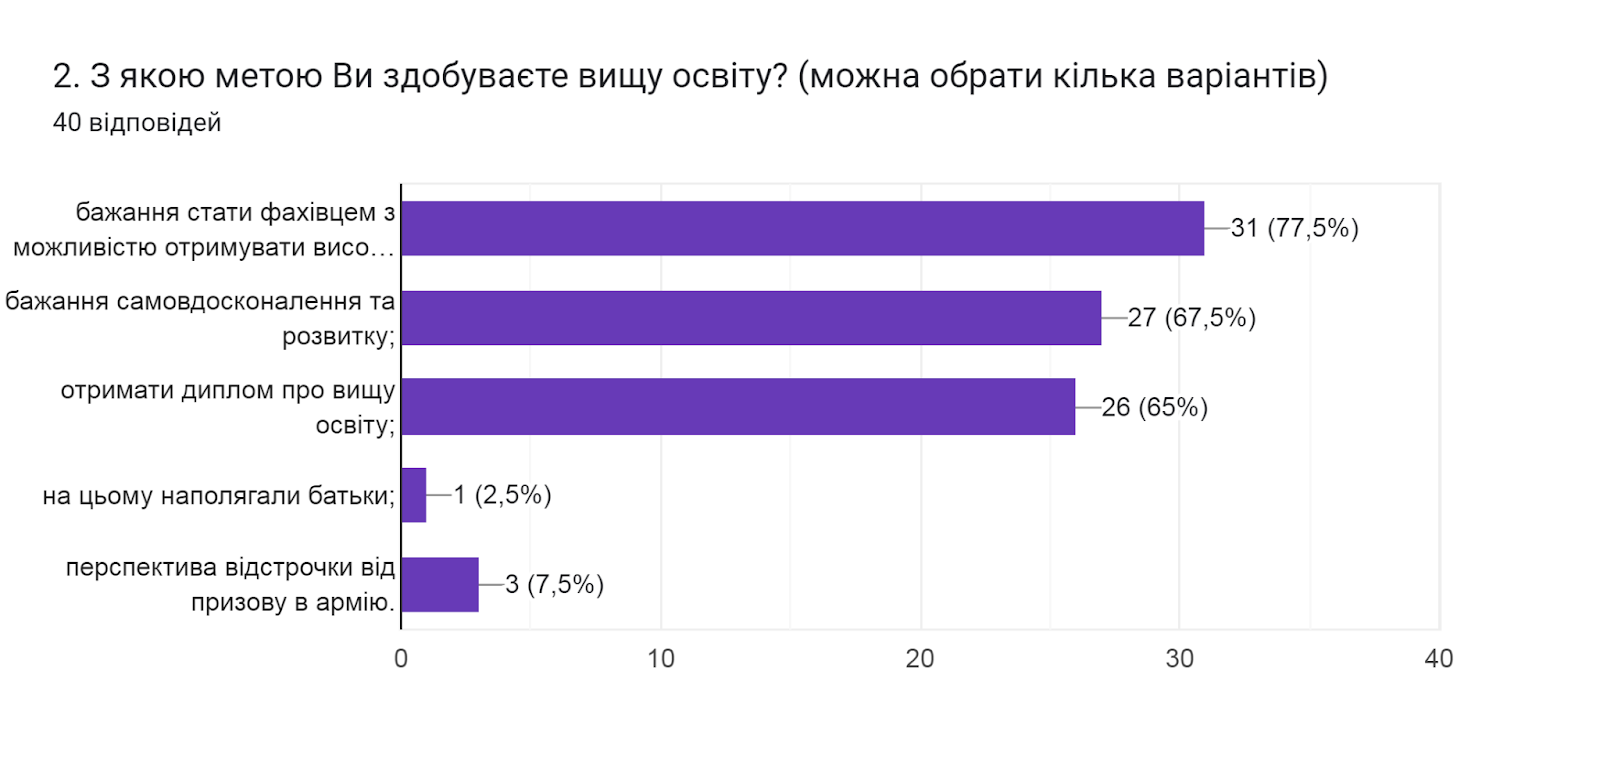 2. З якою метою Ви здобуваєте вищу освіту? (можна обрати кілька варіантів)
40 відповідей
бажання стати фахівцем з
можливістю отримувати висо…
31 (77,5%)
бажання самовдосконалення та
розвитку;
27 (67,5%)
отримати диплом про вищу
освіту;
26 (65%)
на цьому наполягали батьки;
1 (2,5%)
перспектива відстрочки від
призову в армію.
3 (7,5%)
0 10 20 30 40